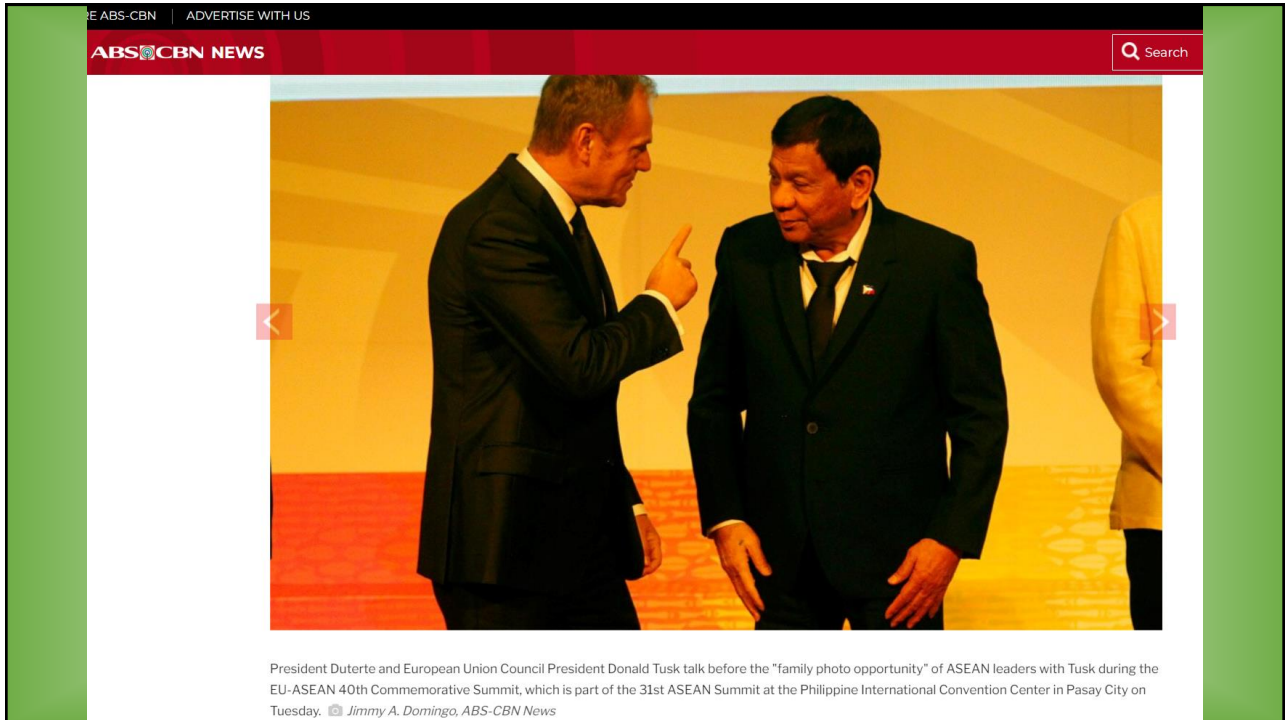 RE ABS-CBN | ADVERTISE WITH US
ABS CBN NEWS
Search
President Duterte and European Union Council President Donald Tusk talk before the "family photo opportunity" of ASEAN leaders with Tusk during the
EU-ASEAN 40th Commemorative Summit, which is part of the 31st ASEAN Summit at the Philippine International Convention Center in Pasay City on
Tuesday. Jimmy A. Domingo, ABS-CBN News